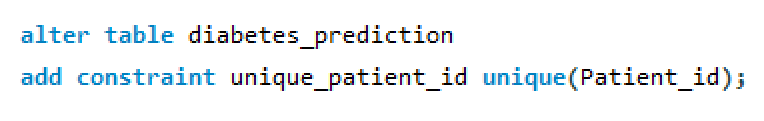 alter table diabetes_prediction
add constraint unique_patient_id unique(Patient_id);